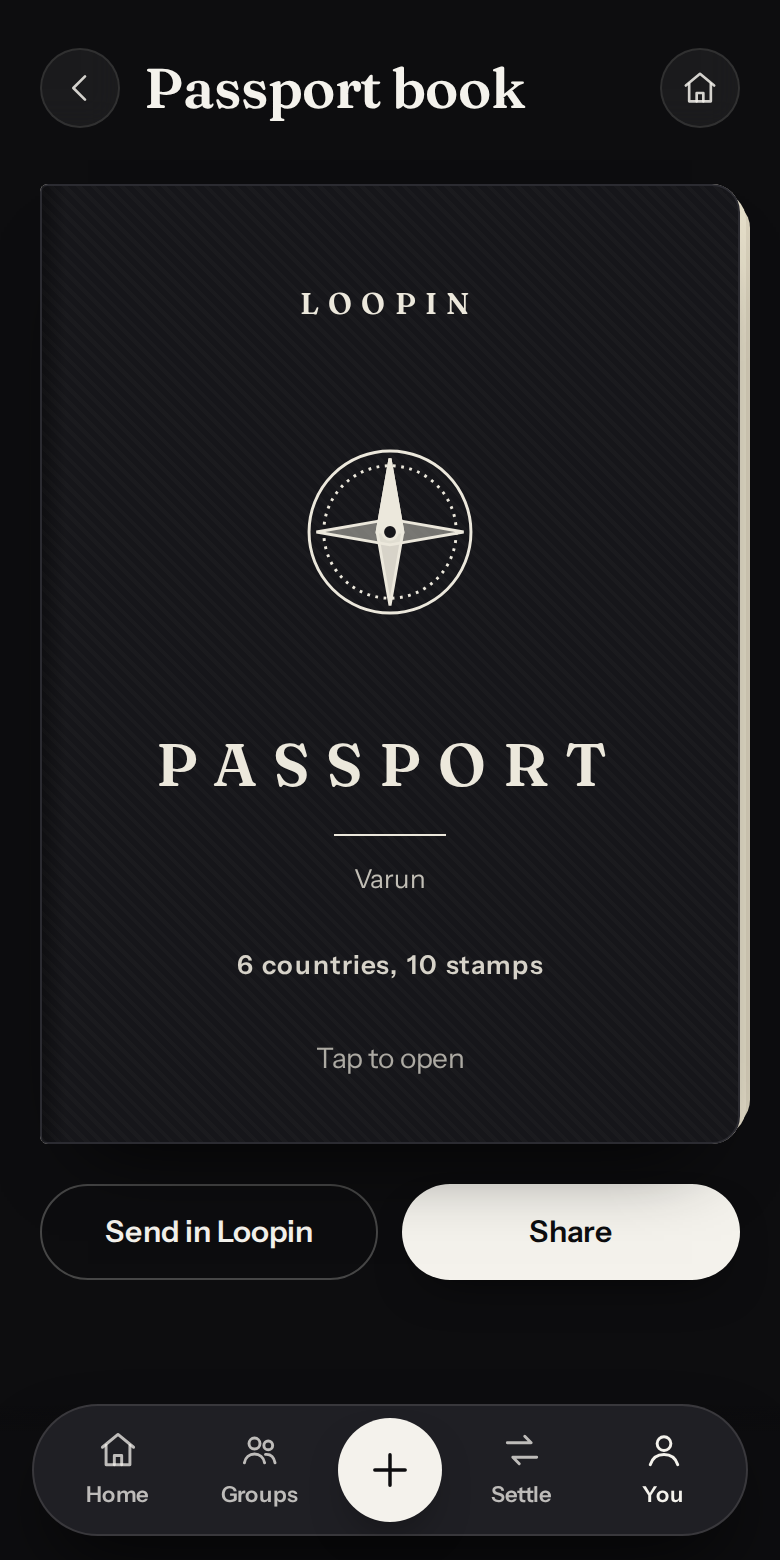 Passport book
LOOPIN
PASSPORT
Varun
6 countries, 10 stamps
Tap to open
Send in Loopin
Share
Home
Groups
Settle
You